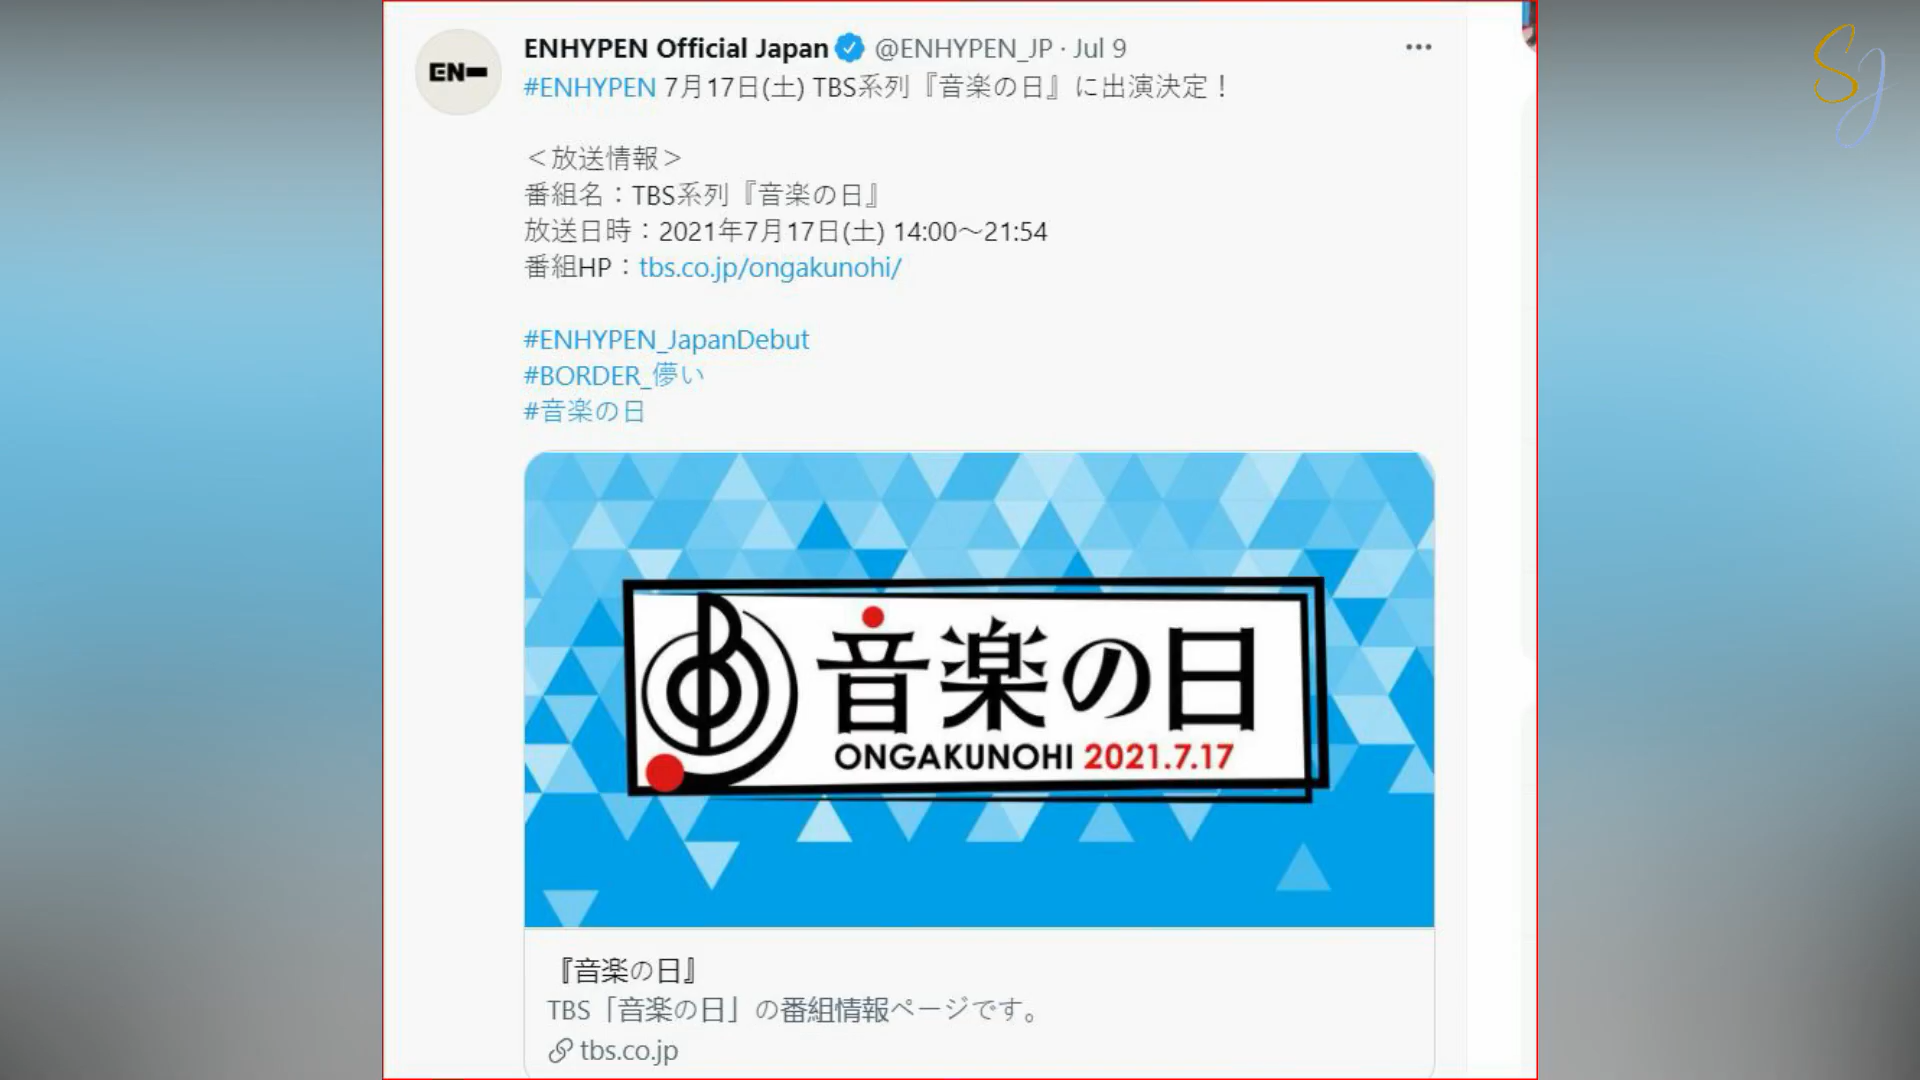 ENHYPEN Official Japan @ENHYPEN_JP · Jul 9
EN-
#ENHYPEN 7月17日(土) TBS系列『音楽の日』に出演決定！
＜放送情報＞
番組名：TBS系列『音楽の日』
放送日時：2021年7月17日(土) 14:00～21:54
番組HP：tbs.co.jp/ongakunohi/
#ENHYPEN_JapanDebut
#BORDER_儚い
#音楽の日
音楽の日
ONGAKUNOHI 2021.7.17
『音楽の日』
TBS「音楽の日」の番組情報ページです。
tbs.co.jp
SJ